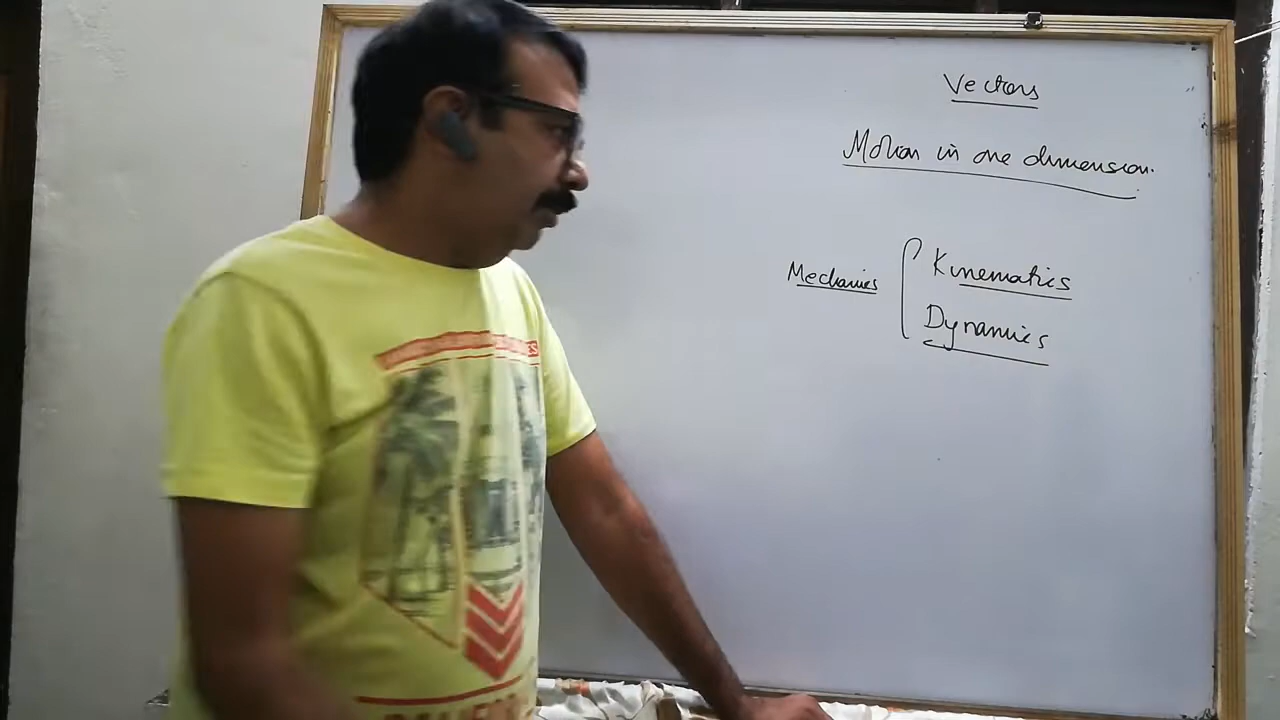 Vectors
Motion in one dimension.
Mechanics
Kinematics
Dynamics